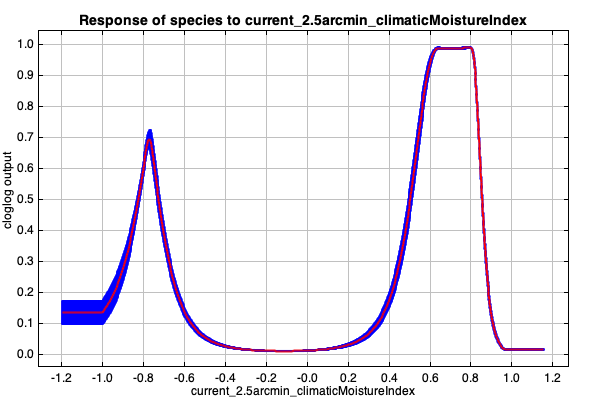 Response of species to current_2.5arcmin_climaticMoistureIndex
1.0
0.9
0.8
0.7
0.6
0.5
0.4
0.3
0.2
0.1
0.0
cloglog output
-1.2 -1.0 -0.8 -0.6 -0.4 -0.2 -0.0 0.2 0.4 0.6 0.8 1.0 1.2
current_2.5arcmin_climaticMoistureIndex